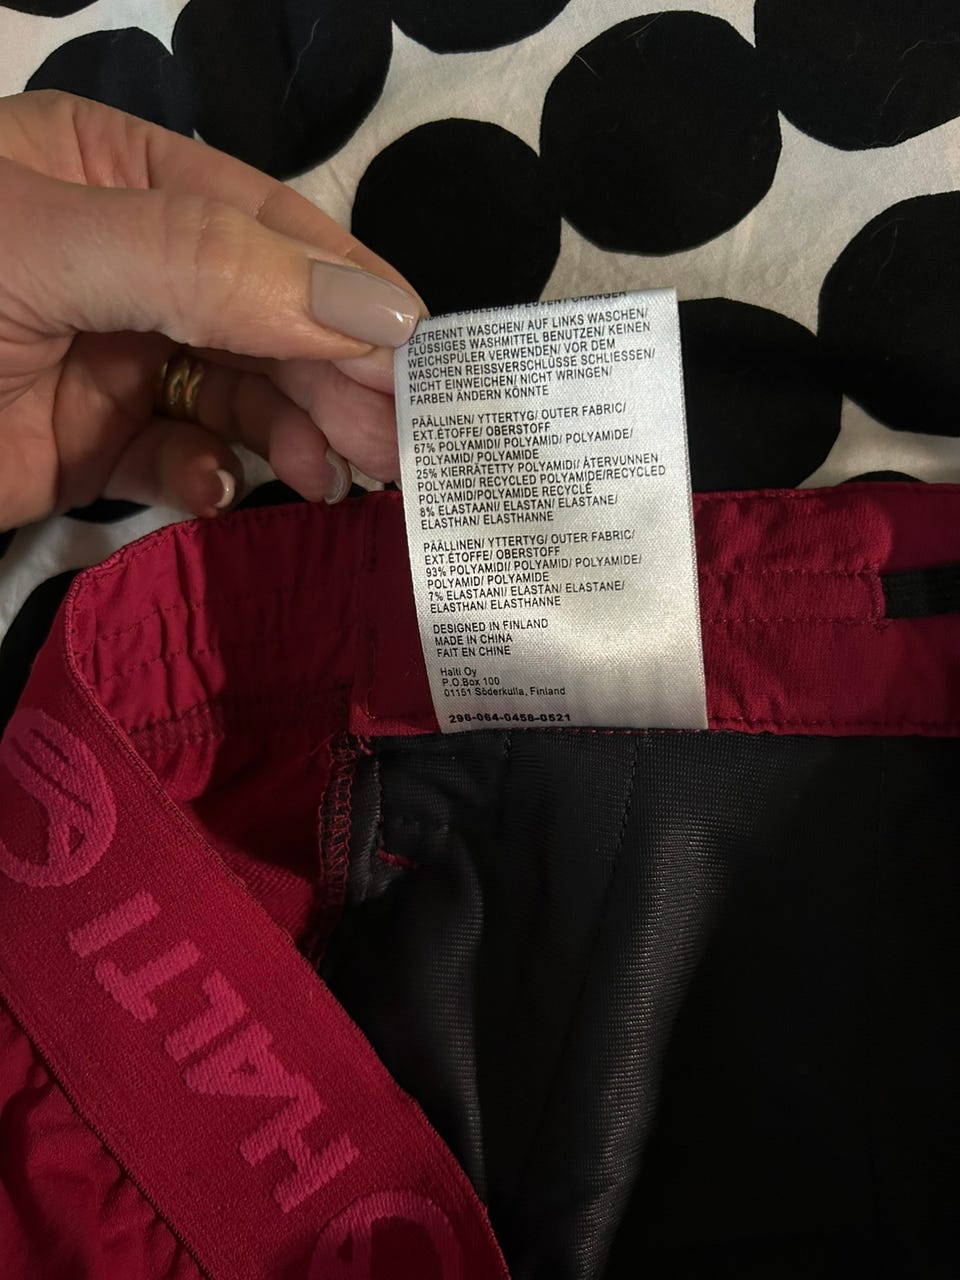 COULEURS PEUVENT CHANGER
GETRENNT WASCHEN/ AUF LINKS WASCHEN/
FLÜSSIGES WASHMITTEL BENUTZEN/ KEINEN
WEICHSPÜLER VERWENDEN/ VOR DEM
WASCHEN REISSVERSCHLÜSSE SCHLIESSEN/
NICHT EINWEICHEN/ NICHT WRINGEN/
FARBEN ÄNDERN KÖNNTE
PÄÄLLINEN/ YTTERTYG/ OUTER FABRIC/
EXT.ÉTOFFE/ OBERSTOFF
67% POLYAMIDI/ POLYAMID/ POLYAMIDE/
POLYAMID/ POLYAMIDE
25% KIERRÄTETTY POLYAMIDI/ ÅTERVUNNEN
POLYAMID/ RECYCLED POLYAMIDE/RECYCLED
POLYAMID/POLYAMIDE RECYCLÉ
8% ELASTAANI/ ELASTAN/ ELASTANE/
ELASTHAN/ ELASTHANNE
PÄÄLLINEN/ YTTERTYG/ OUTER FABRIC/
EXT.ÉTOFFE/ OBERSTOFF
93% POLYAMIDI/ POLYAMID/ POLYAMIDE/
POLYAMID/ POLYAMIDE
7% ELASTAANI/ ELASTAN/ ELASTANE/
ELASTHAN/ ELASTHANNE
DESIGNED IN FINLAND
MADE IN CHINA
FAIT EN CHINE
Halti Oy
P.O.Box 100
01151 Söderkulla, Finland
296-064-0458-0521
HALTI